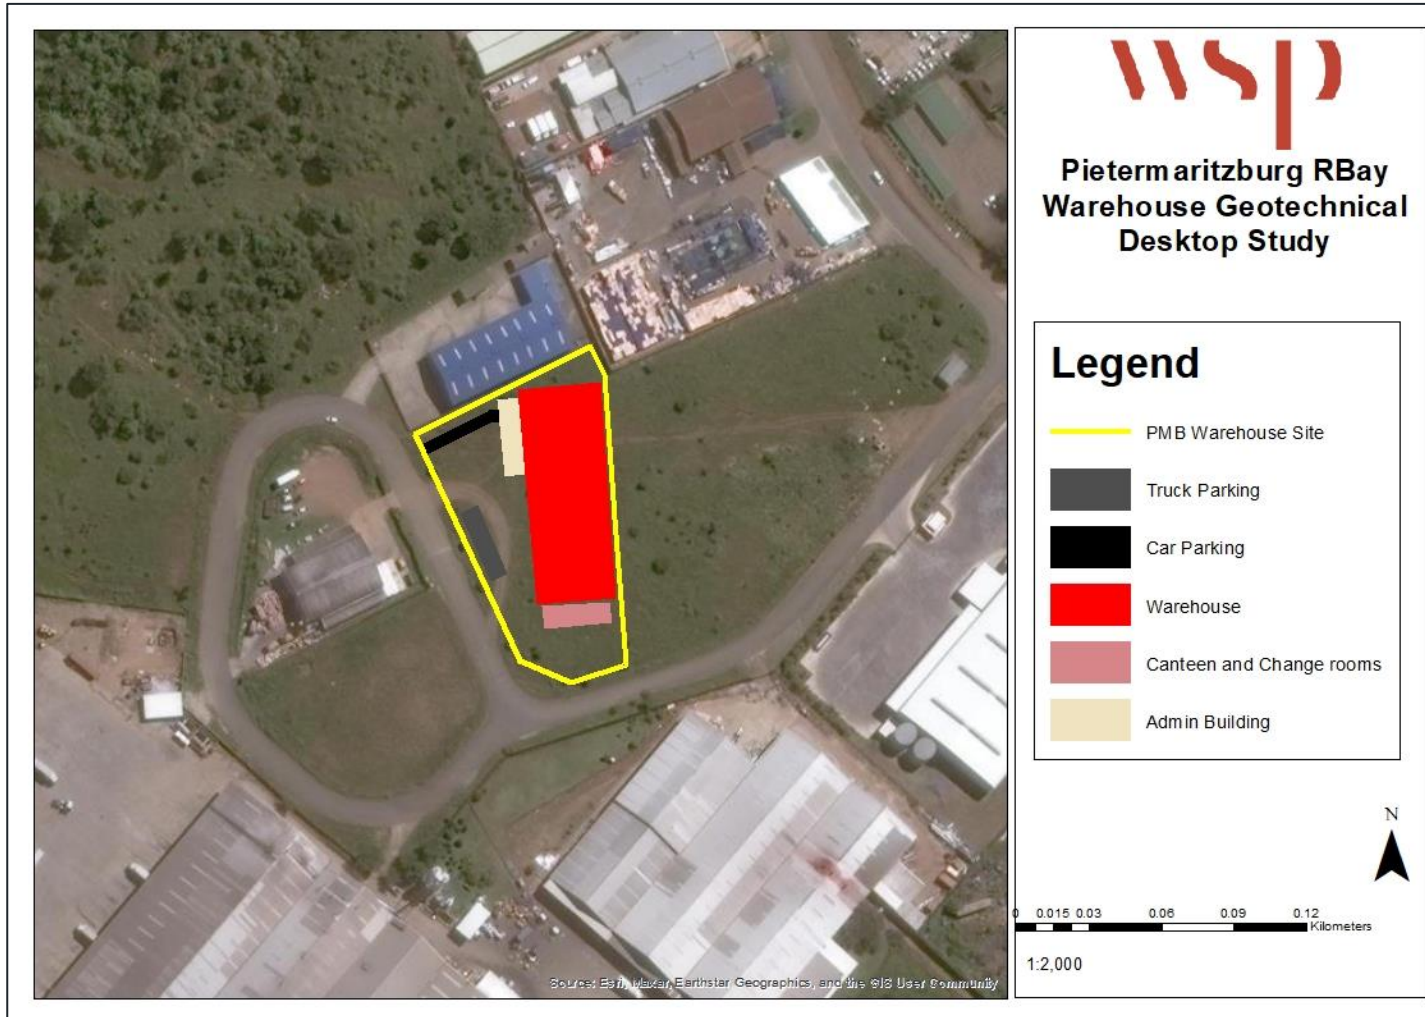 wsp
Pietermaritzburg RBay
Warehouse Geotechnical
Desktop Study
Legend
PMB Warehouse Site
Truck Parking
Car Parking
Warehouse
Canteen and Change rooms
Admin Building
N
0 0.015 0.03 0.06 0.09 0.12
Kilometers
1:2,000
Source: Esri, Maxar, Earthstar Geographics, and the GIS User Community